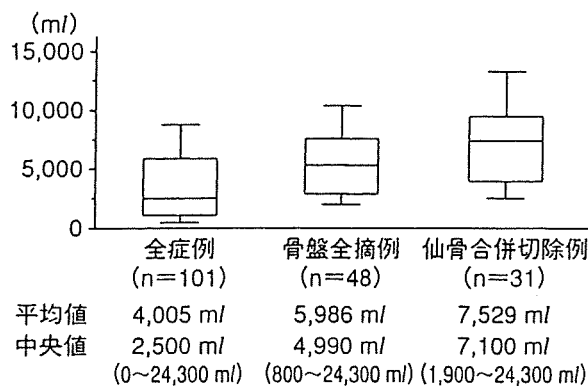 (ml)
15,000
10,000
5,000
0
全症例 骨盤全摘例 仙骨合併切除例
(n=101) (n=48) (n=31)
平均値 4,005 ml 5,986 ml 7,529 ml
中央値 2,500 ml 4,990 ml 7,100 ml
(0〜24,300 ml) (800〜24,300 ml) (1,900〜24,300 ml)